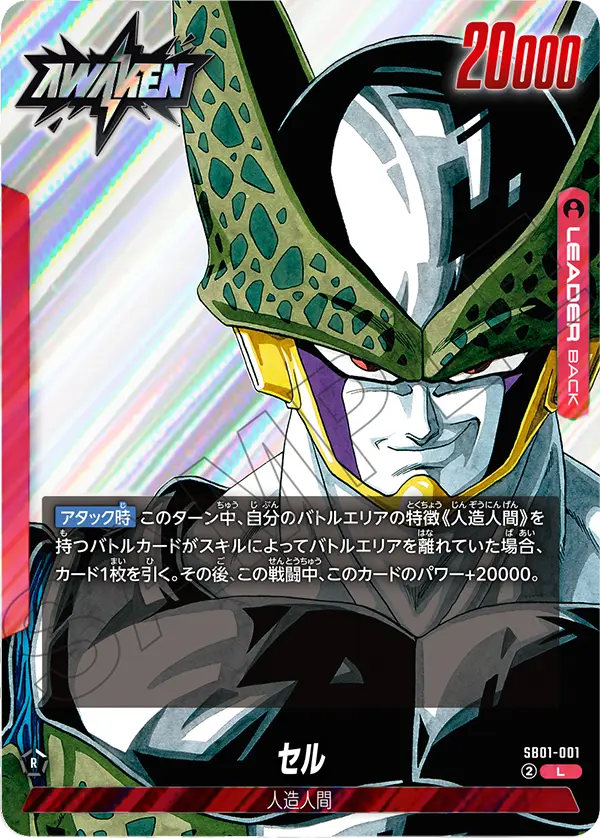 AWAKEN
20000
LEADER BACK
アタック時 このターン中、自分のバトルエリアの特徴《人造人間》を
持つバトルカードがスキルによってバトルエリアを離れていた場合、
カード1枚を引く。その後、この戦闘中、このカードのパワー+20000。
SAMPLE
R
セル
SB01-001
2 L
人造人間